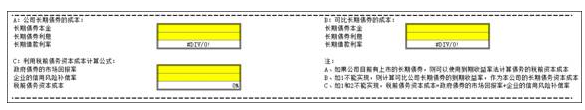 A：公司长期债券的成本：
长期债券本金
长期债券利息
长期借款利率 #DIV/0!
B：可比长期债券的成本：
长期债券本金
长期债券利息
长期借款利率 #DIV/0!
C：利用税前债务资本成本计算公式：
政府债券的市场回报率
企业的信用风险补偿率
税前债务资本成本 0%
注：
A、如果公司目前有上市的长期债券，则可以使用到期收益率法计算债券的税前资本成本
B、如1不能实现，则计算可比公司长期债券的到期收益率，作为本公司的长期债务资本成本
C、如1和2不能实现，税前债务资本成本=政府债券的市场回报率+企业的信用风险补偿率